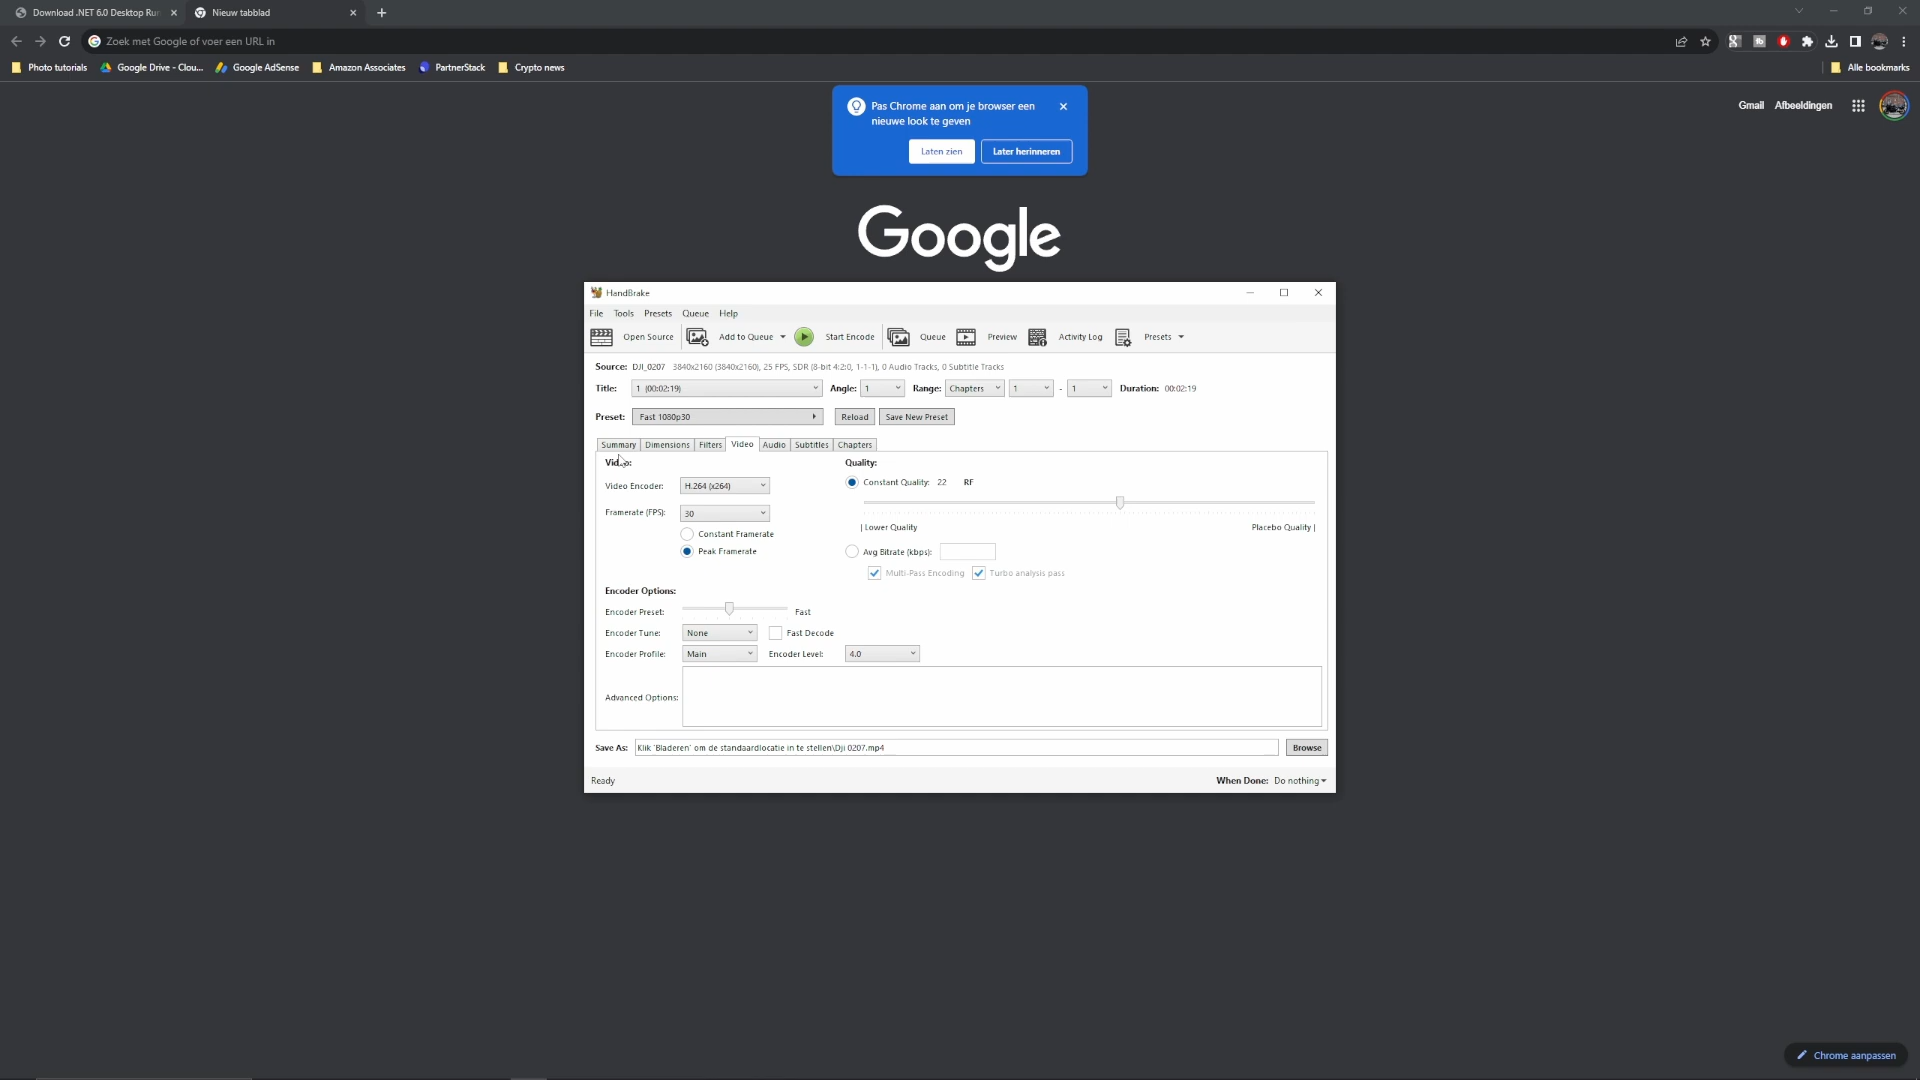 Download .NET 6.0 Desktop Run
Nieuw tabblad
Zoek met Google of voer een URL in
Photo tutorials
Google Drive - Clou...
Google AdSense
Amazon Associates
PartnerStack
Crypto news
Alle bookmarks
Pas Chrome aan om je browser een
nieuwe look te geven
Laten zien
Later herinneren
Gmail
Afbeeldingen
Google
HandBrake
File Tools Presets Queue Help
Open Source Add to Queue Start Encode Queue Preview Activity Log Presets
Source: DJI_0207 3840x2160 (3840x2160), 25 FPS, SDR (8-bit 4:2:0, 1-1-1), 0 Audio Tracks, 0 Subtitle Tracks
Title: 1 (00:02:19) Angle: 1 Range: Chapters 1 - 1 Duration: 00:02:19
Preset: Fast 1080p30 Reload Save New Preset
Summary Dimensions Filters Video Audio Subtitles Chapters
Video: Quality:
Video Encoder: H.264 (x264) Constant Quality: 22 RF
Framerate (FPS): 30
| Lower Quality Placebo Quality |
Constant Framerate
Peak Framerate Avg Bitrate (kbps):
Multi-Pass Encoding Turbo analysis pass
Encoder Options:
Encoder Preset: Fast
Encoder Tune: None Fast Decode
Encoder Profile: Main Encoder Level: 4.0
Advanced Options:
Save As: Klik 'Bladeren' om de standaardlocatie in te stellen\Dji 0207.mp4 Browse
Ready When Done: Do nothing
Chrome aanpassen